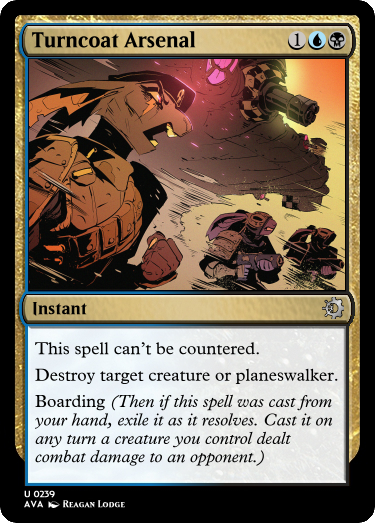 Turncoat Arsenal 1
Instant
This spell can't be countered.
Destroy target creature or planeswalker.
Boarding (Then if this spell was cast from
your hand, exile it as it resolves. Cast it on
any turn a creature you control dealt
combat damage to an opponent.)
U 0239
AVA Reagan Lodge